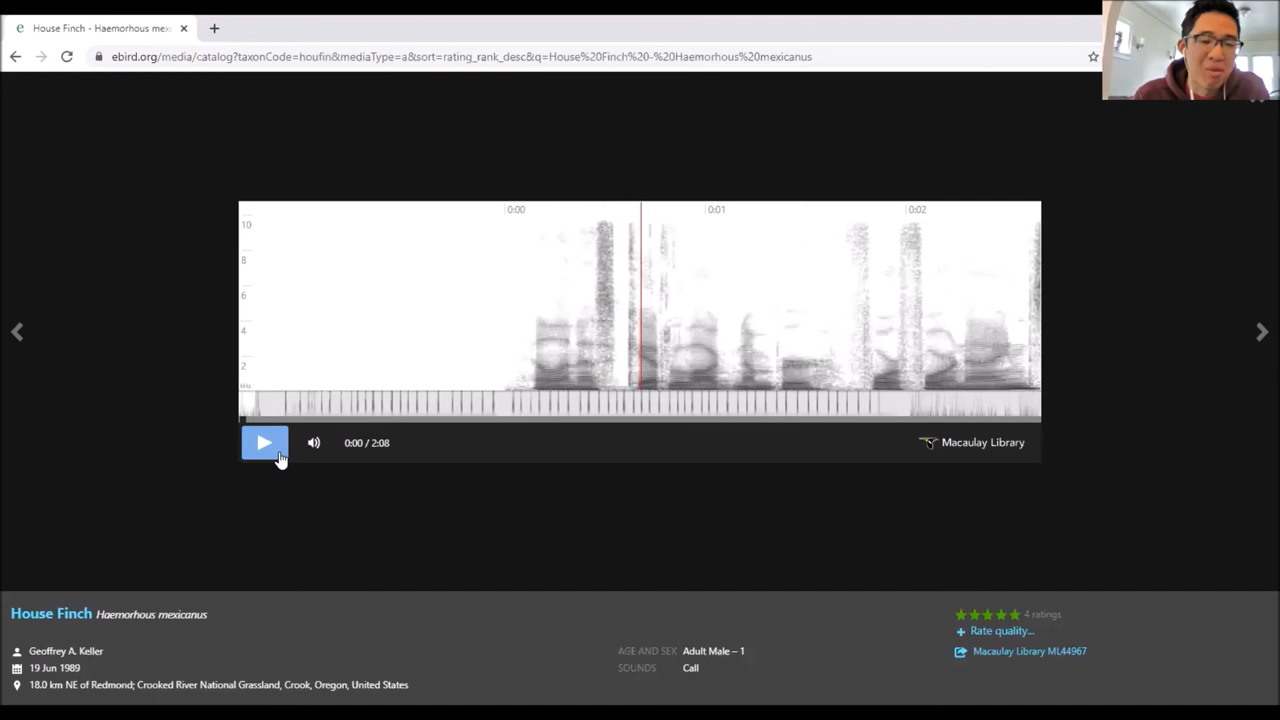 House Finch - Haemorhous mexi
ebird.org/media/catalog?taxonCode=houfin&mediaType=a&sort=rating_rank_desc&q=House%20Finch%20-%20Haemorhous%20mexicanus
0:00 0:01 0:02
10
8
6
4
2
kHz
0:00 / 2:08
Macaulay Library
House Finch Haemorhous mexicanus
4 ratings
Rate quality...
Geoffrey A. Keller
AGE AND SEX Adult Male – 1
Macaulay Library ML44967
19 Jun 1989
SOUNDS Call
18.0 km NE of Redmond; Crooked River National Grassland, Crook, Oregon, United States